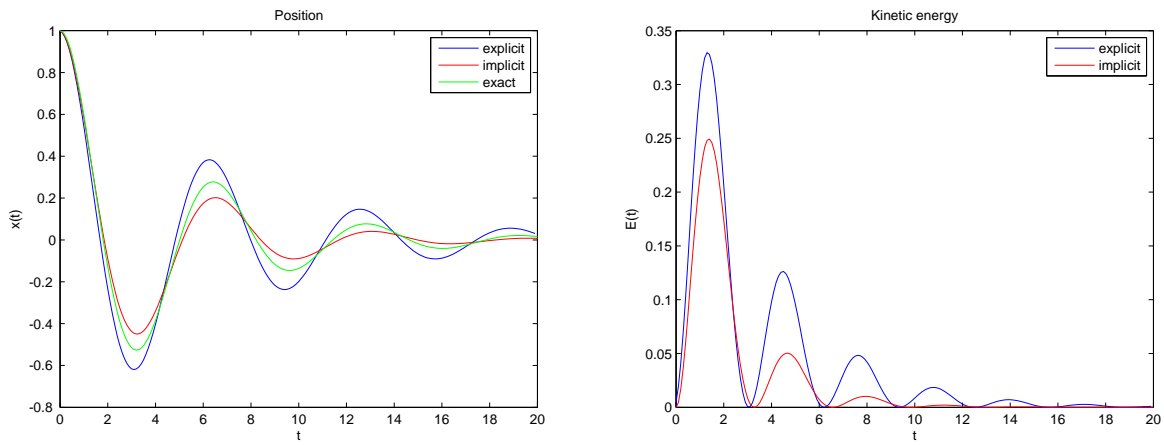 Position
1
0.8
0.6
0.4
0.2
0
-0.2
-0.4
-0.6
-0.8
x(t)
explicit
implicit
exact
0 2 4 6 8 10 12 14 16 18 20
t
Kinetic energy
0.35
0.3
0.25
0.2
0.15
0.1
0.05
0
E(t)
explicit
implicit
0 2 4 6 8 10 12 14 16 18 20
t